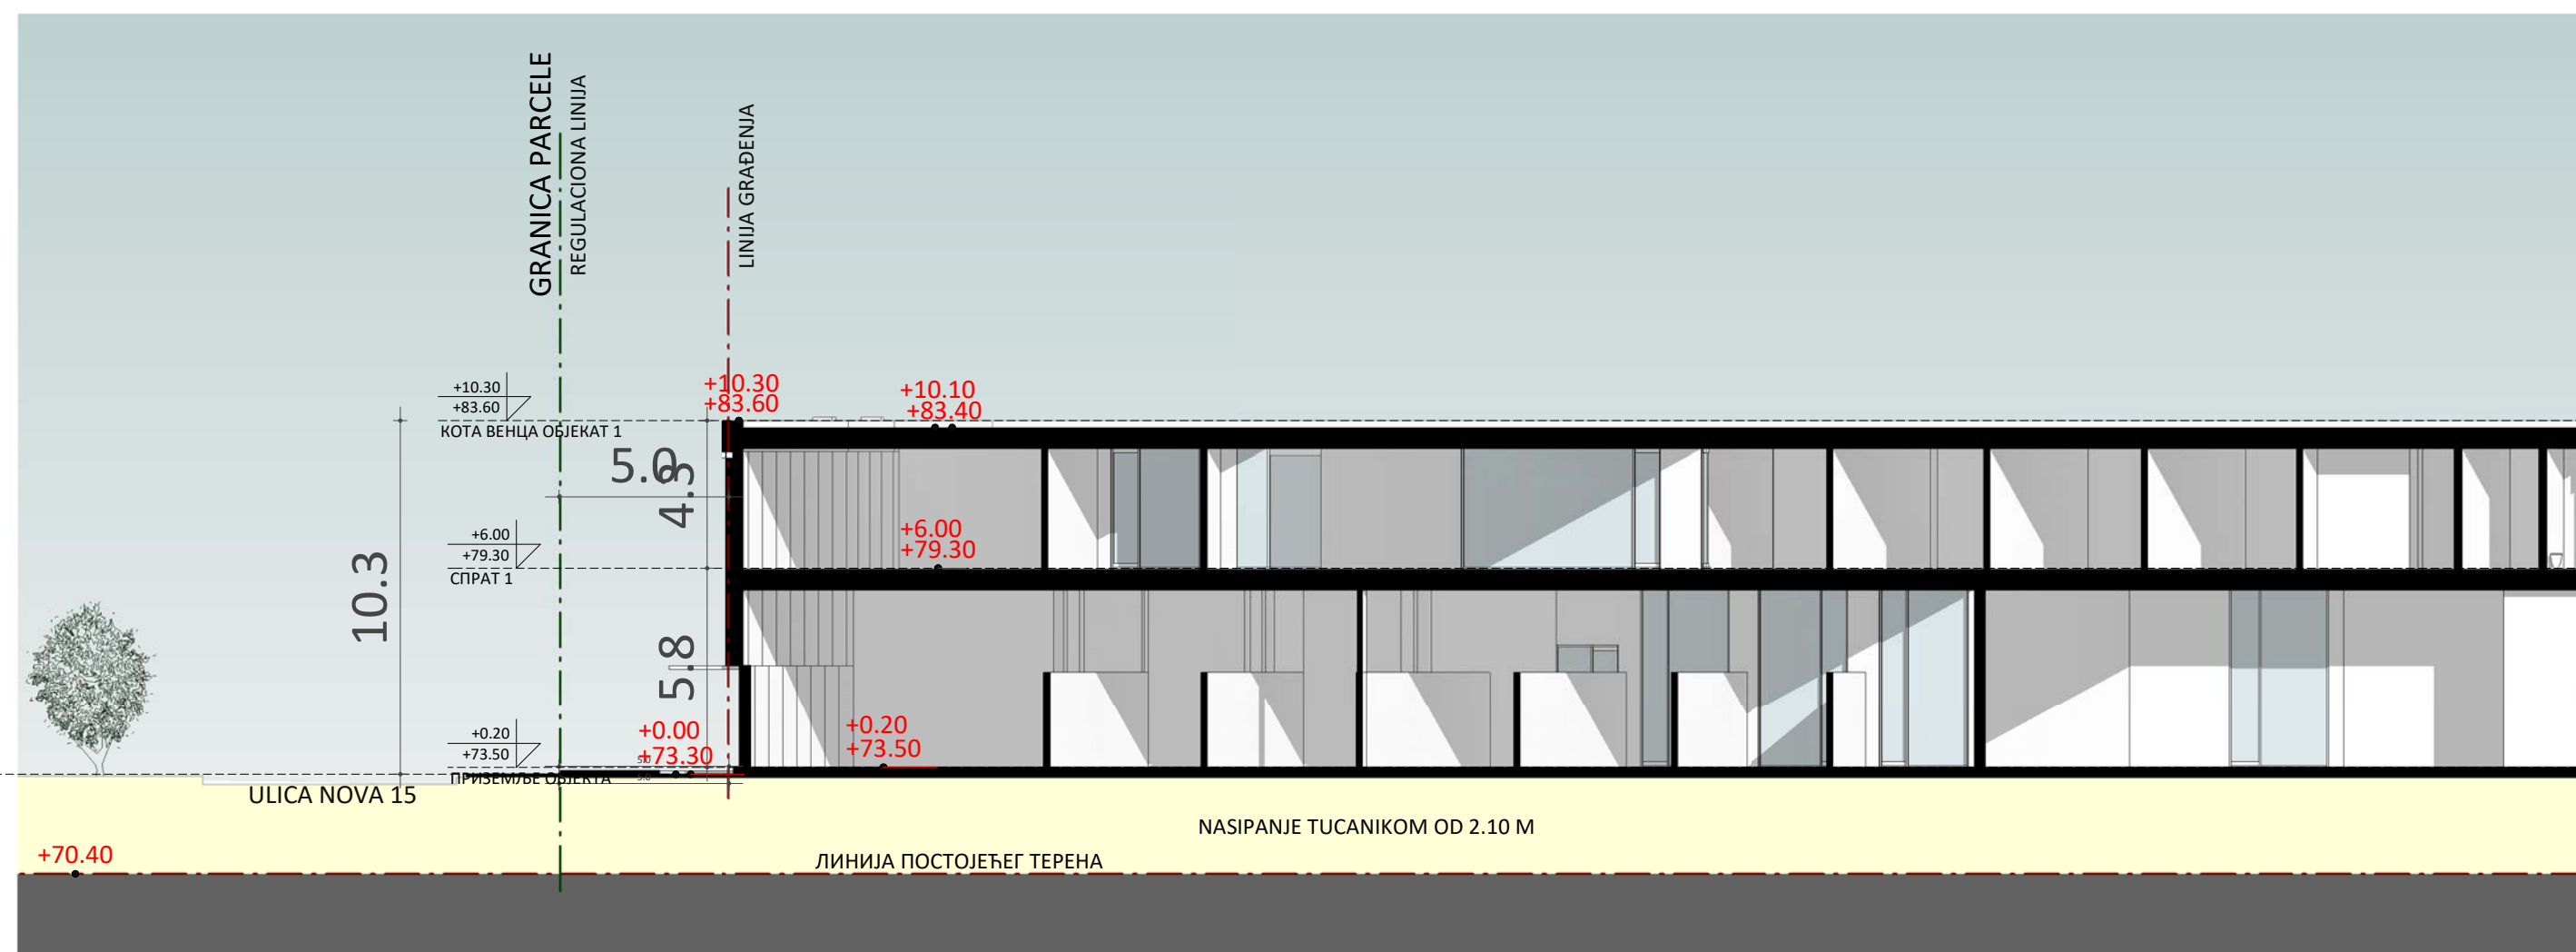 GRANICA PARCELE
REGULACIONA LINIJA
LINIJA GRAĐENJA
+10.30
+83.60
КОТА ВЕНЦА ОБЈЕКАТ 1
+10.30
+83.60
+10.10
+83.40
5.0
4.3
+6.00
+79.30
СПРАТ 1
+6.00
+79.30
10.3
5.8
+0.20
+73.50
ПРИЗЕМЉЕ ОБЈЕКТА
+0.00
+73.30
+0.20
+73.50
5.0
ULICA NOVA 15
NASIPANJE TUCANIKOM OD 2.10 M
+70.40
ЛИНИЈА ПОСТОЈЕЋЕГ ТЕРЕНА